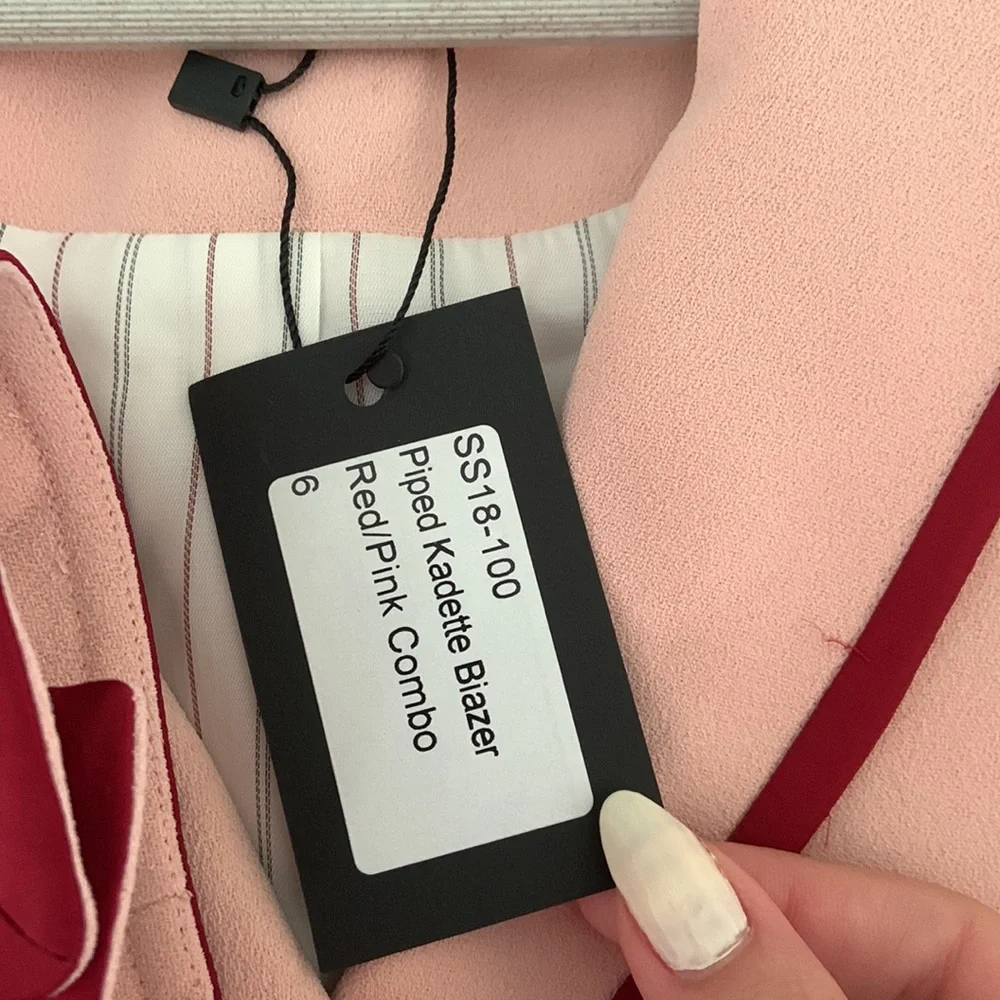 SS18-100
Piped Kadette Biazer
Red/Pink Combo
6